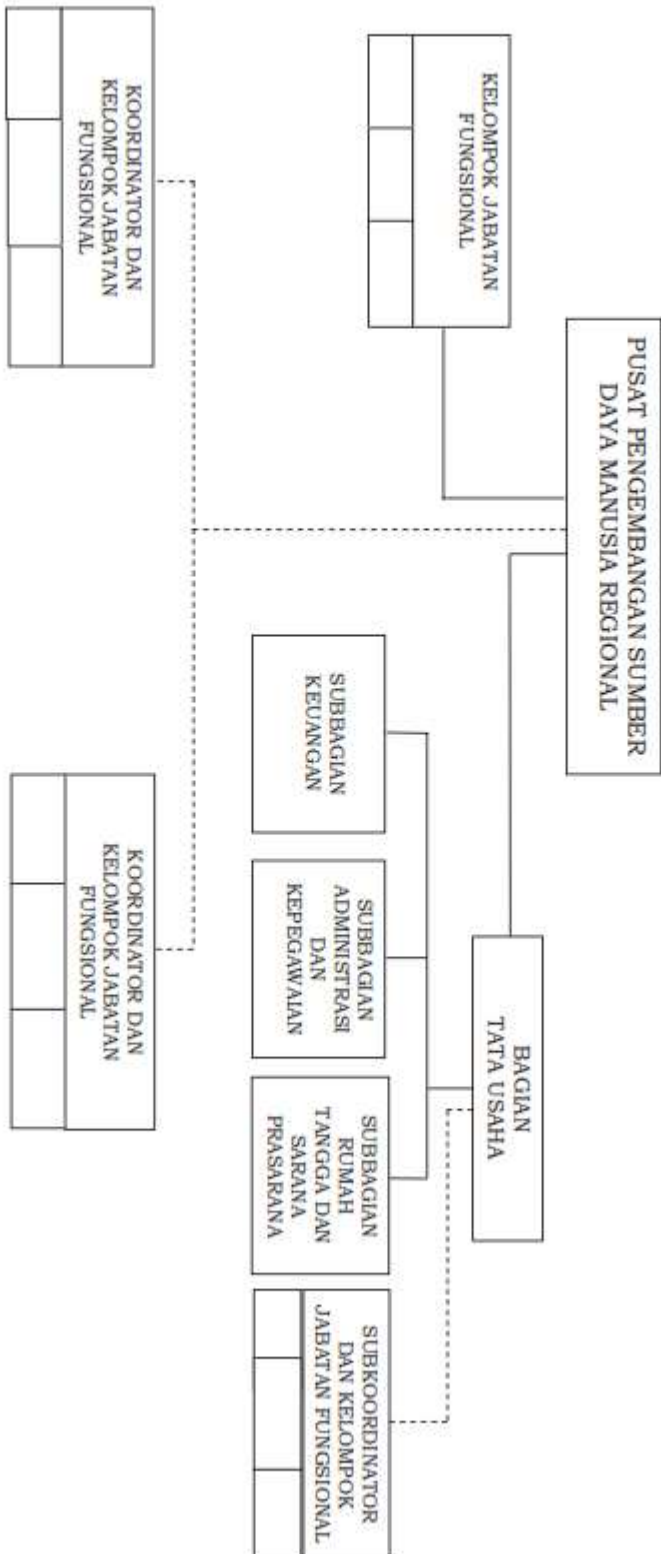 PUSAT PENGEMBANGAN SUMBER
DAYA MANUSIA REGIONAL
KELOMPOK JABATAN
FUNGSIONAL
BAGIAN
TATA USAHA
SUBBAGIAN
KEUANGAN
SUBBAGIAN
ADMINISTRASI
DAN
KEPEGAWAIAN
SUBBAGIAN
RUMAH
TANGGA DAN
SARANA
PRASARANA
SUBKOORDINATOR
DAN KELOMPOK
JABATAN FUNGSIONAL
KOORDINATOR DAN
KELOMPOK JABATAN
FUNGSIONAL
KOORDINATOR DAN
KELOMPOK JABATAN
FUNGSIONAL